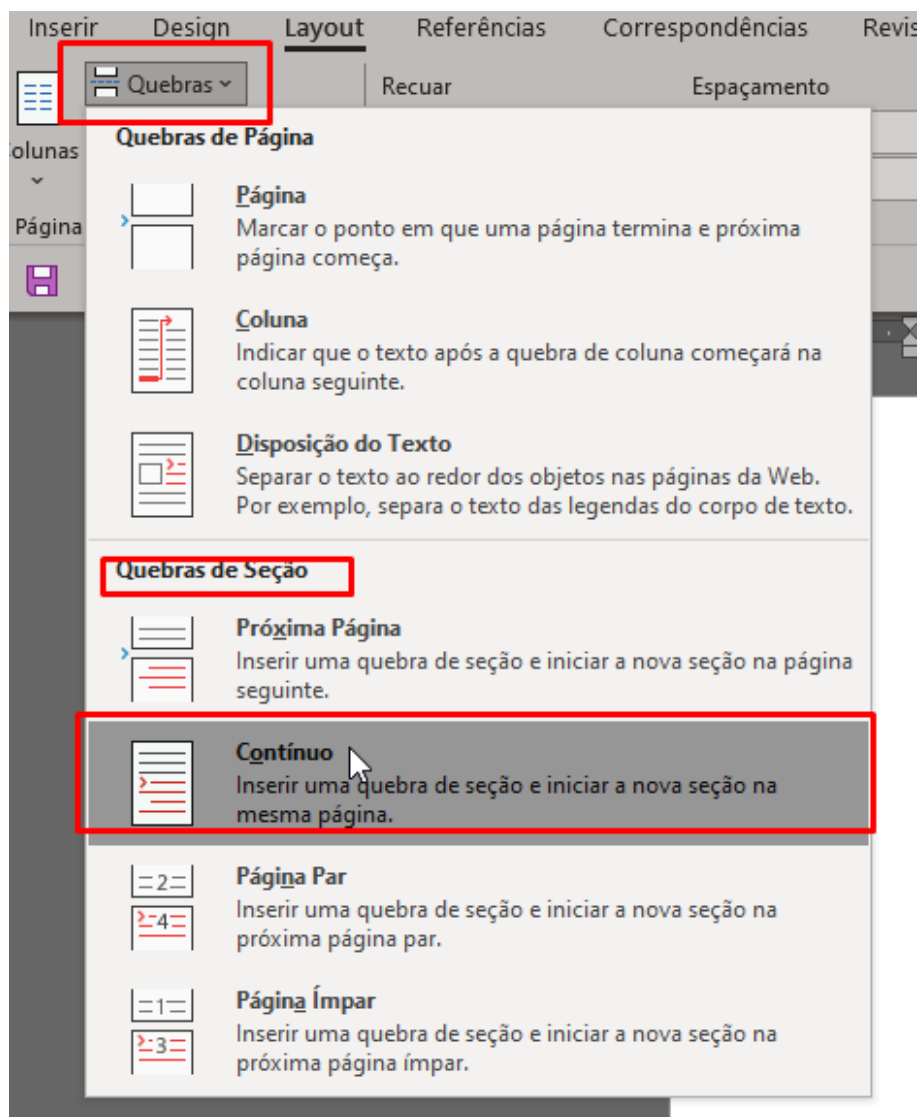 Inserir Design Layout Referências Correspondências Revis
Quebras Recuar Espaçamento
olunas
Página
Quebras de Página
Página
Marcar o ponto em que uma página termina e próxima
página começa.
Coluna
Indicar que o texto após a quebra de coluna começará na
coluna seguinte.
Disposição do Texto
Separar o texto ao redor dos objetos nas páginas da Web.
Por exemplo, separa o texto das legendas do corpo de texto.
Quebras de Seção
Próxima Página
Inserir uma quebra de seção e iniciar a nova seção na página
seguinte.
Contínuo
Inserir uma quebra de seção e iniciar a nova seção na
mesma página.
=2=
4
Página Par
Inserir uma quebra de seção e iniciar a nova seção na
próxima página par.
=1=
3
Página Ímpar
Inserir uma quebra de seção e iniciar a nova seção na
próxima página ímpar.